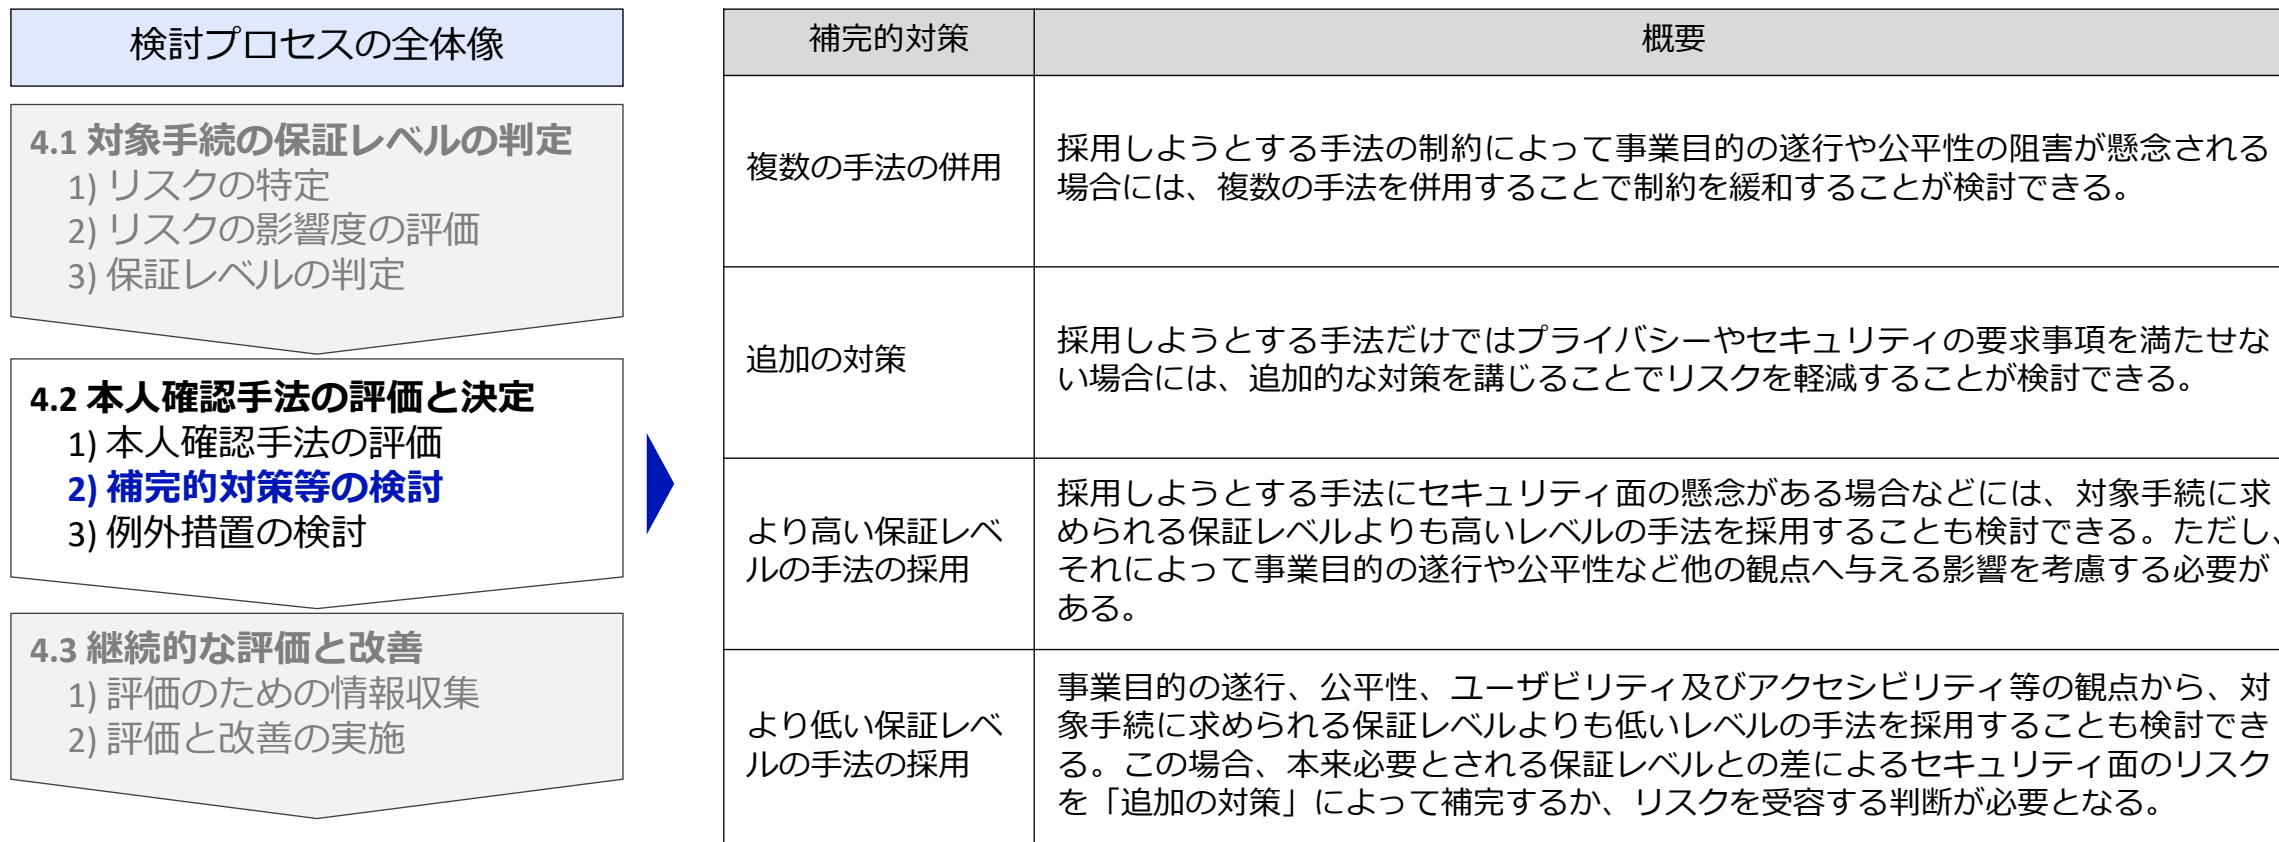 検討プロセスの全体像
4.1 対象手続の保証レベルの判定
1) リスクの特定
2) リスクの影響度の評価
3) 保証レベルの判定
4.2 本人確認手法の評価と決定
1) 本人確認手法の評価
2) 補完的対策等の検討
3) 例外措置の検討
4.3 継続的な評価と改善
1) 評価のための情報収集
2) 評価と改善の実施
補完的対策
概要
複数の手法の併用
採用しようとする手法の制約によって事業目的の遂行や公平性の阻害が懸念される
場合には、複数の手法を併用することで制約を緩和することが検討できる。
追加の対策
採用しようとする手法だけではプライバシーやセキュリティの要求事項を満たせな
い場合には、追加的な対策を講じることでリスクを軽減することが検討できる。
より高い保証レベ
ルの手法の採用
採用しようとする手法にセキュリティ面の懸念がある場合などには、対象手続に求
められる保証レベルよりも高いレベルの手法を採用することも検討できる。ただし、
それによって事業目的の遂行や公平性など他の観点へ与える影響を考慮する必要が
ある。
より低い保証レベ
ルの手法の採用
事業目的の遂行、公平性、ユーザビリティ及びアクセシビリティ等の観点から、対
象手続に求められる保証レベルよりも低いレベルの手法を採用することも検討でき
る。この場合、本来必要とされる保証レベルとの差によるセキュリティ面のリスク
を「追加の対策」によって補完するか、リスクを受容する判断が必要となる。